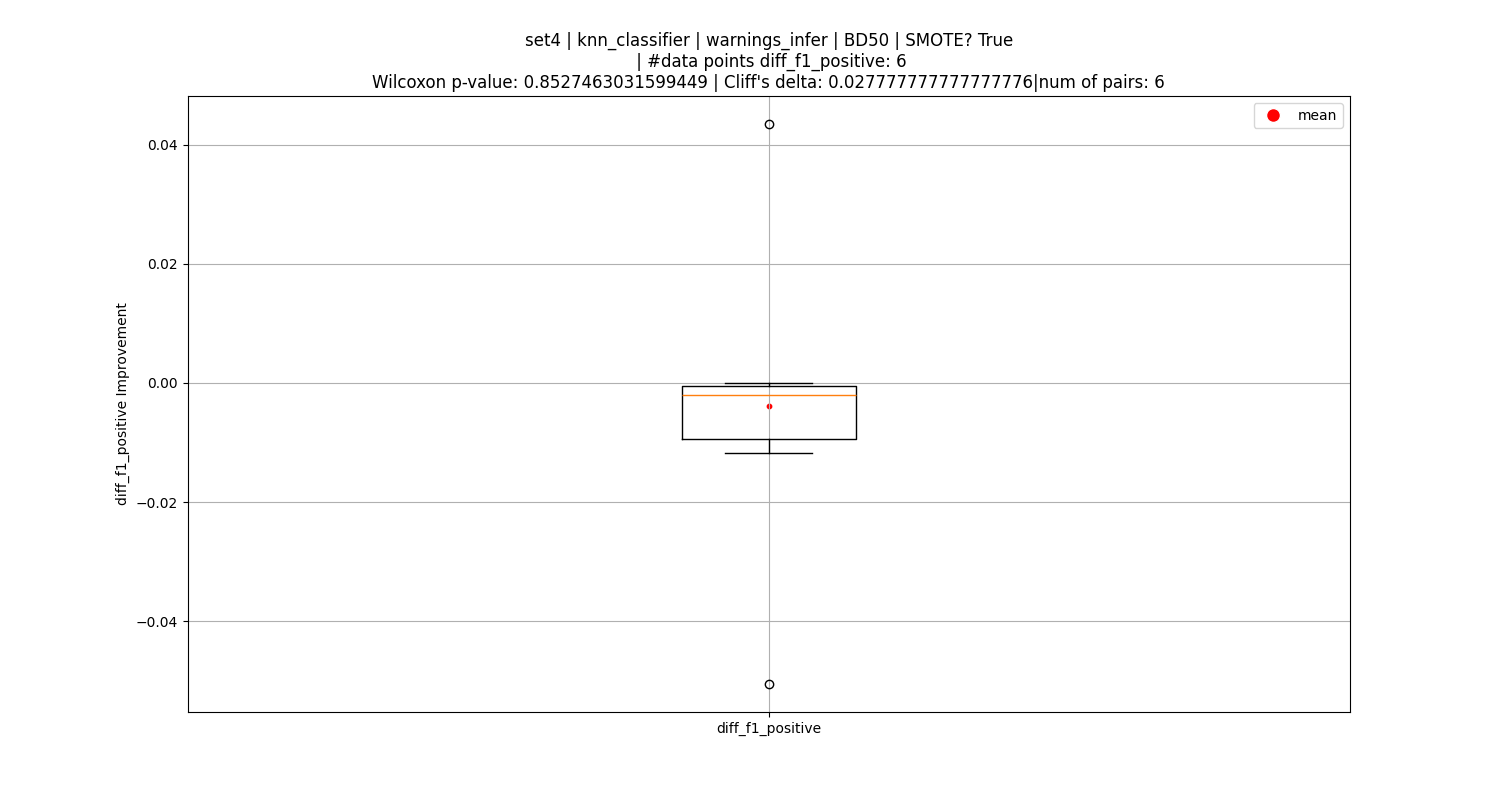 set4 | knn_classifier | warnings_infer | BD50 | SMOTE? True
| #data points diff_f1_positive: 6
Wilcoxon p-value: 0.8527463031599449 | Cliff's delta: 0.027777777777777776|num of pairs: 6
mean
0.04
0.02
0.00
−0.02
−0.04
diff_f1_positive Improvement
diff_f1_positive